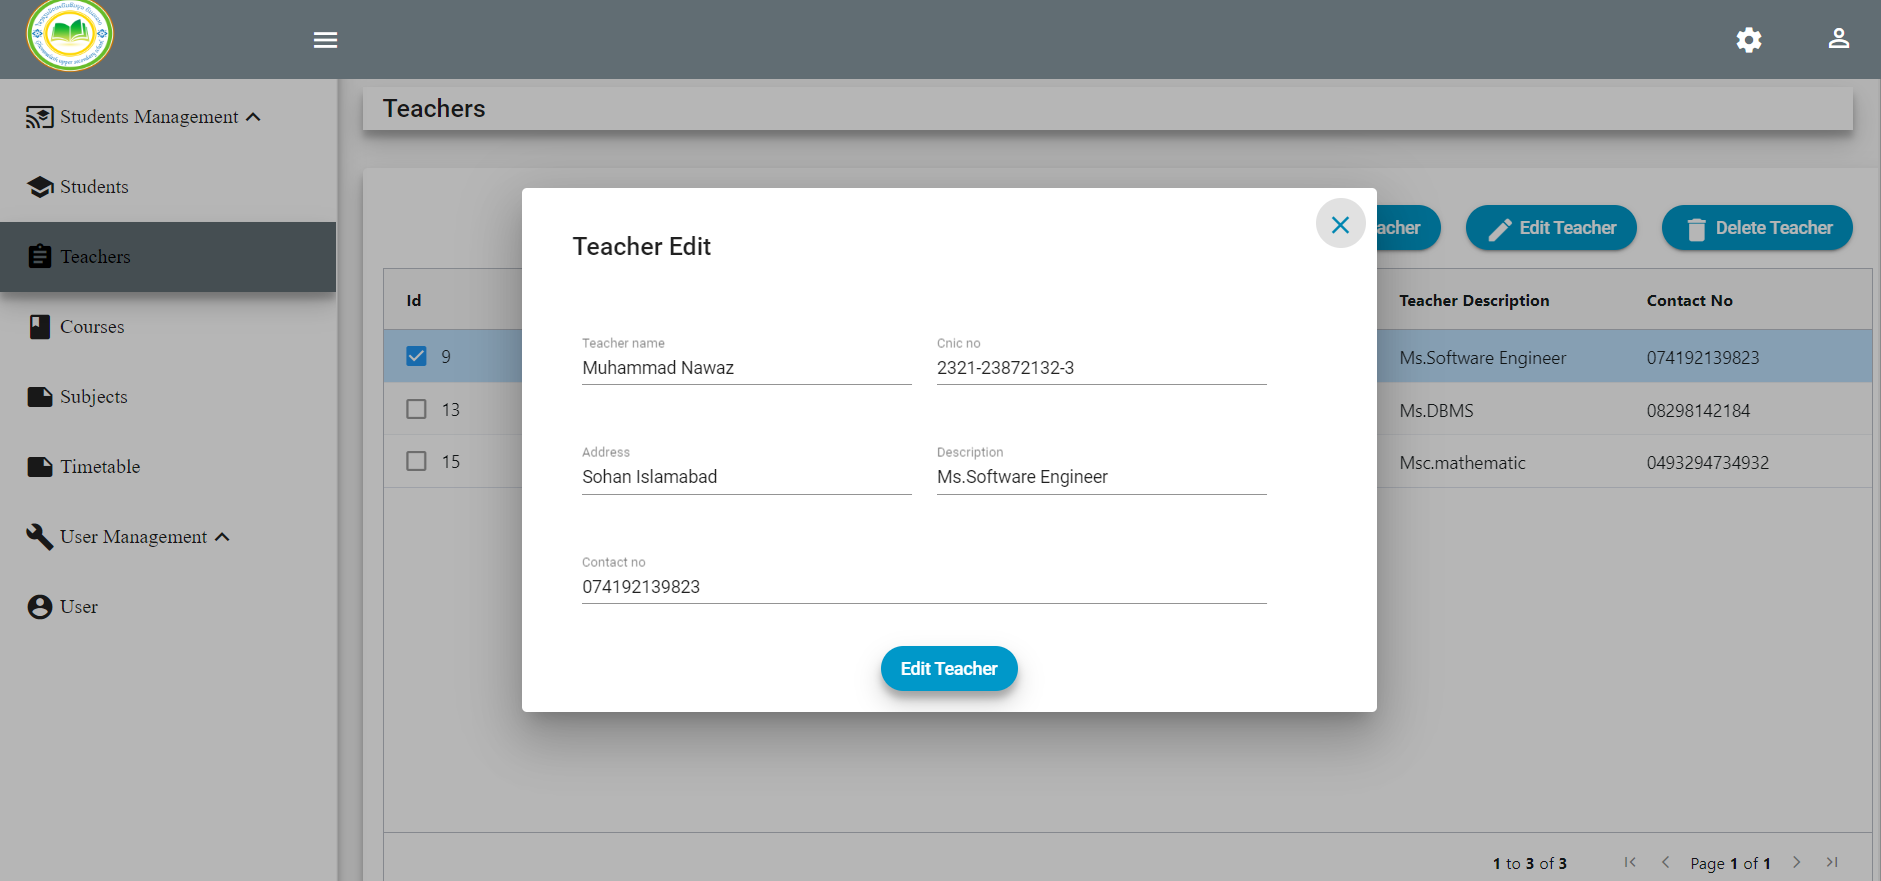 Students Management
Students
Teachers
Courses
Subjects
Timetable
User Management
User
Teachers
acher
Edit Teacher
Delete Teacher
Id
Teacher Description
Contact No
9
Ms.Software Engineer
074192139823
13
Ms.DBMS
08298142184
15
Msc.mathematic
0493294734932
Teacher Edit
Teacher name
Cnic no
Muhammad Nawaz
2321-23872132-3
Address
Description
Sohan Islamabad
Ms.Software Engineer
Contact no
074192139823
Edit Teacher
1 to 3 of 3
Page 1 of 1